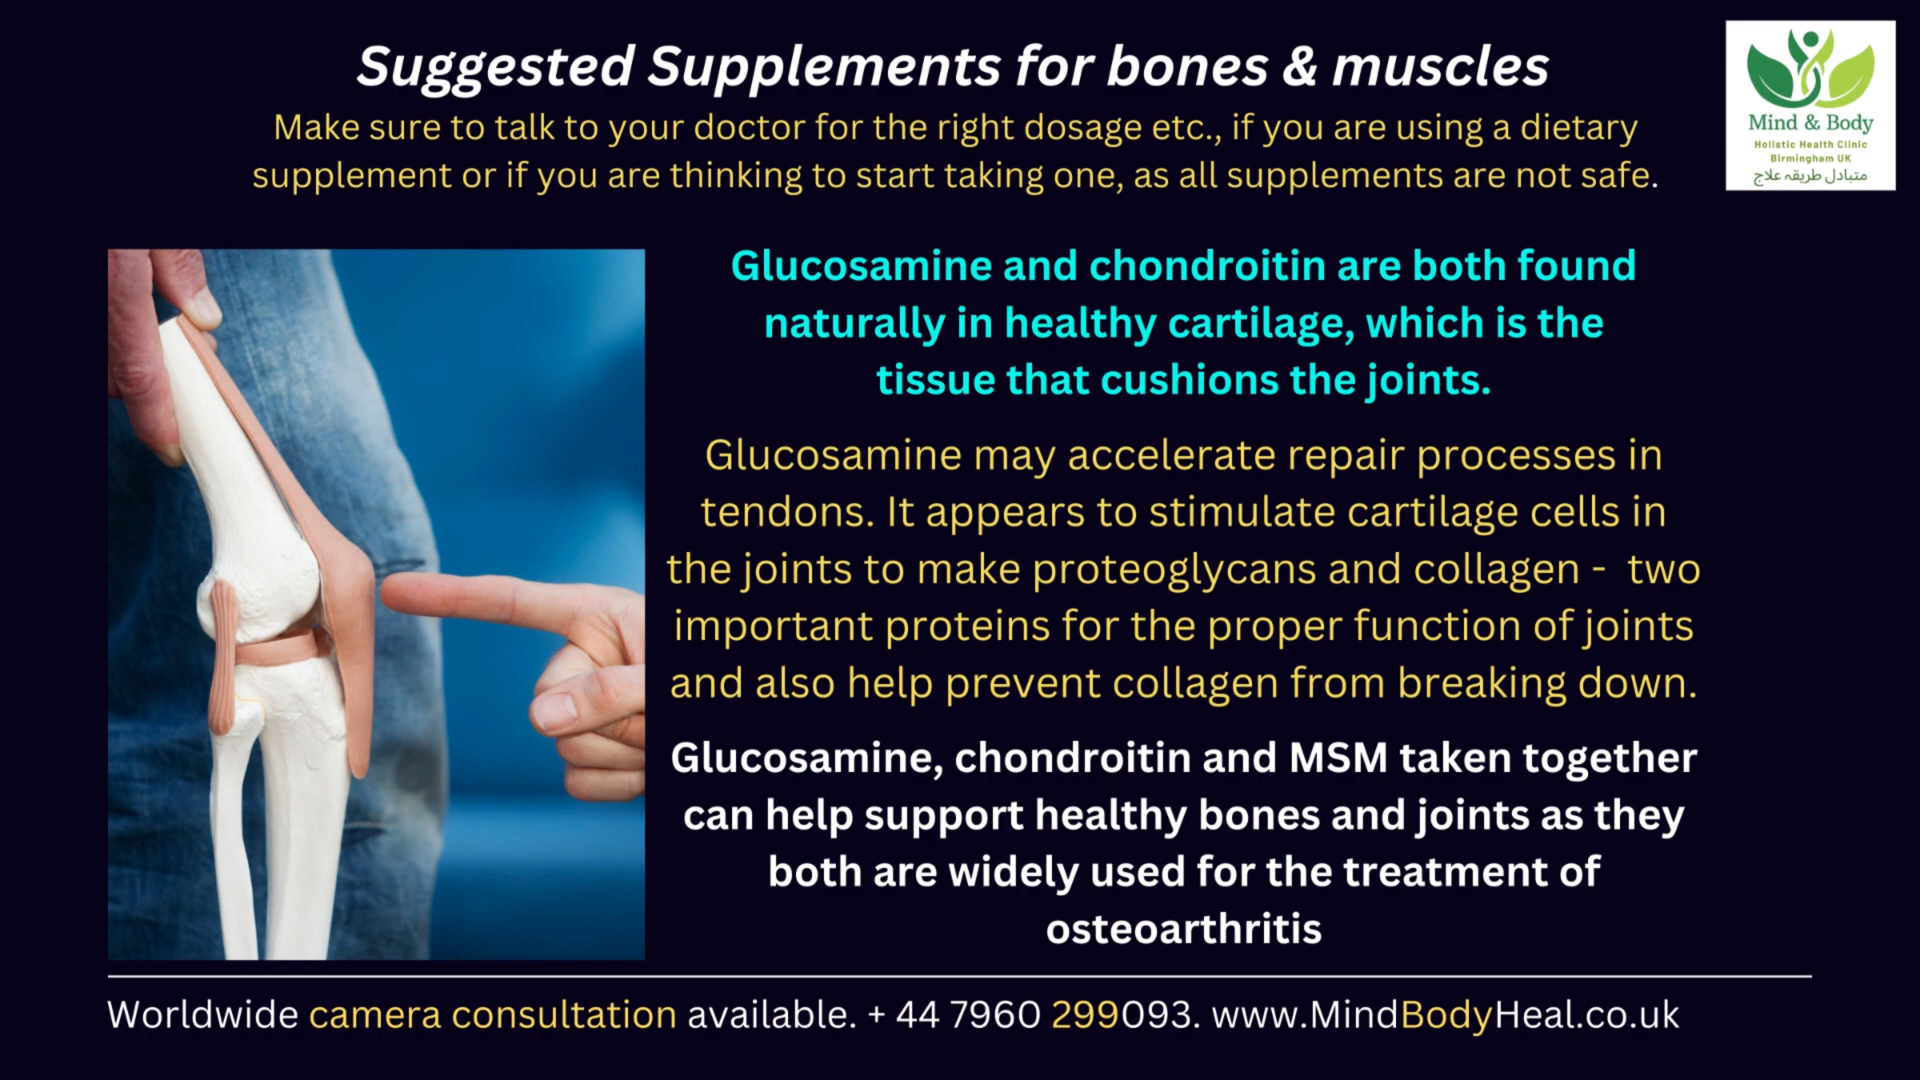 Suggested Supplements for bones & muscles
Make sure to talk to your doctor for the right dosage etc., if you are using a dietary
supplement or if you are thinking to start taking one, as all supplements are not safe.
Mind & Body
Holistic Health Clinic
Birmingham UK
متبادل طریقہ علاج
Glucosamine and chondroitin are both found
naturally in healthy cartilage, which is the
tissue that cushions the joints.
Glucosamine may accelerate repair processes in
tendons. It appears to stimulate cartilage cells in
the joints to make proteoglycans and collagen -  two
important proteins for the proper function of joints
and also help prevent collagen from breaking down.
Glucosamine, chondroitin and MSM taken together
can help support healthy bones and joints as they
both are widely used for the treatment of
osteoarthritis
Worldwide camera consultation available. + 44 7960 299093. www.MindBodyHeal.co.uk